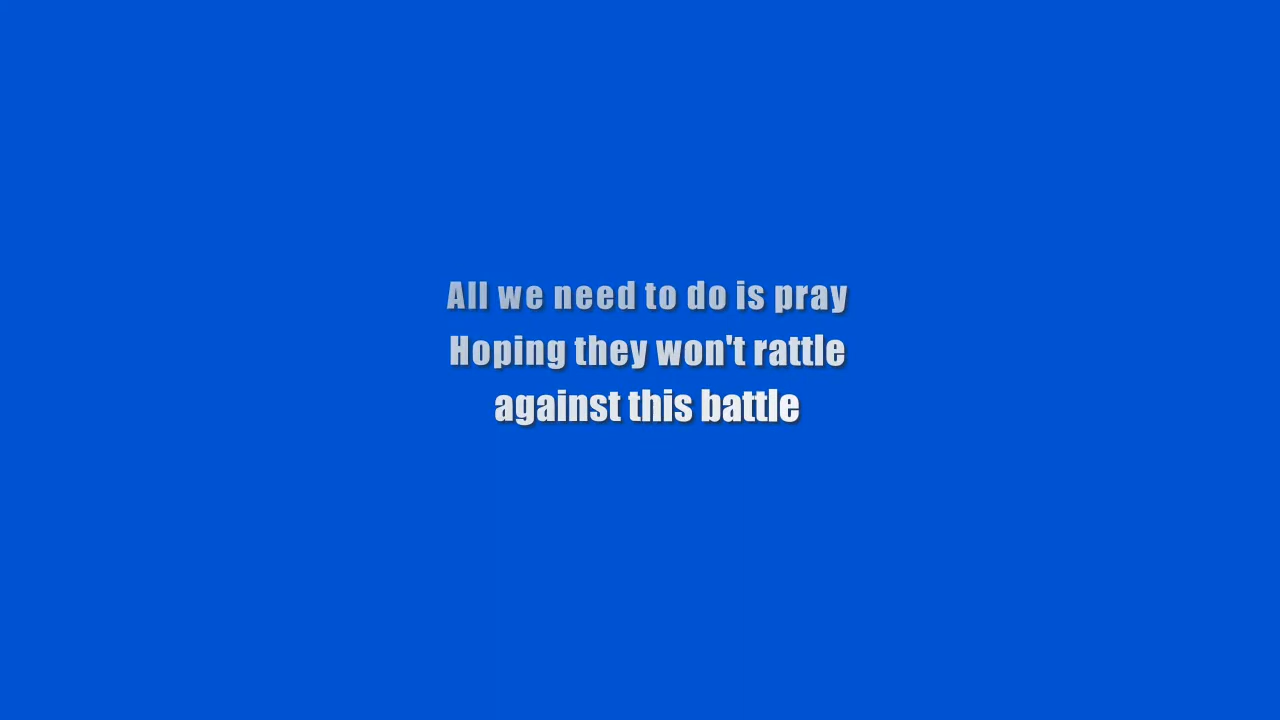 All we need to do is pray
Hoping they won't rattle
against this battle